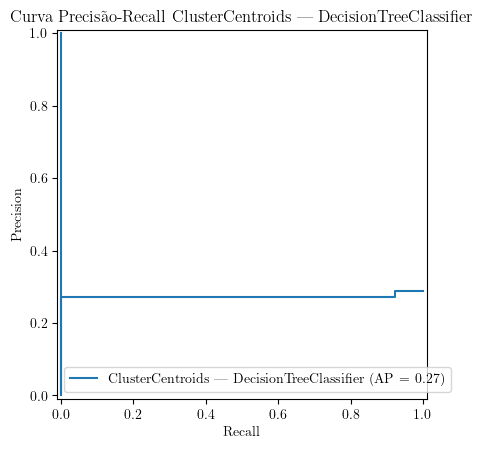 Curva Precisão-Recall ClusterCentroids — DecisionTreeClassifier
1.0
0.8
0.6
0.4
0.2
0.0
Precision
ClusterCentroids — DecisionTreeClassifier (AP = 0.27)
0.0 0.2 0.4 0.6 0.8 1.0
Recall